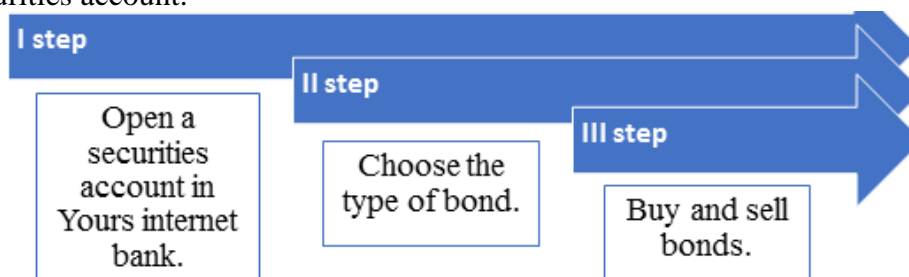 securities account.
I step
Open a
securities
account in
Yours internet
bank.
II step
Choose the
type of bond.
III step
Buy and sell
bonds.